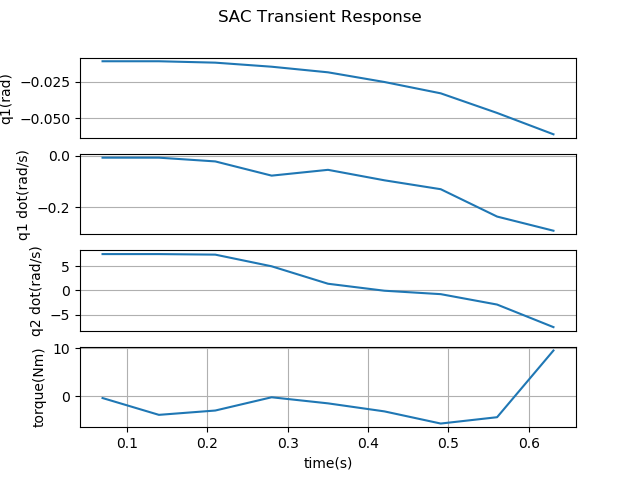 SAC Transient Response
q1(rad)
−0.025
−0.050
q1 dot(rad/s)
0.0
−0.2
q2 dot(rad/s)
5
0
−5
torque(Nm)
10
0
0.1 0.2 0.3 0.4 0.5 0.6
time(s)